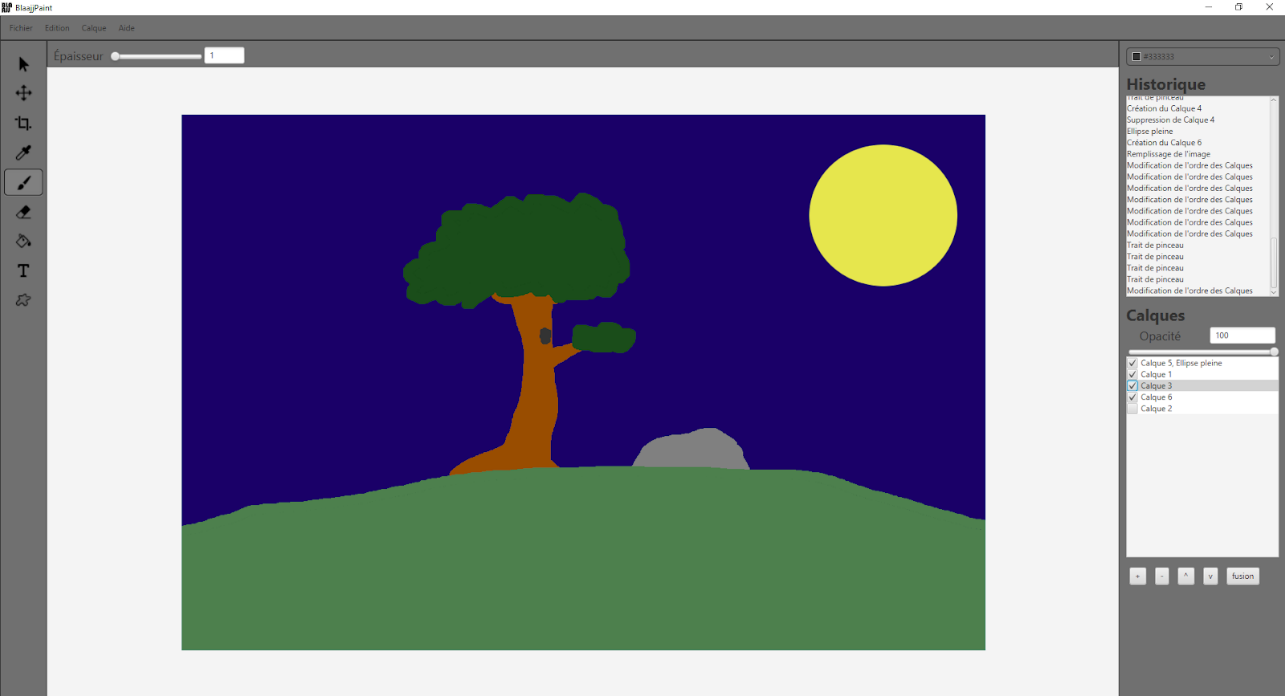 BlaajjPaint
Fichier Edition Calque Aide
Épaisseur 1
#333333
Historique
Trait de pinceau
Création du Calque 4
Suppression de Calque 4
Ellipse pleine
Création du Calque 6
Remplissage de l'image
Modification de l'ordre des Calques
Modification de l'ordre des Calques
Modification de l'ordre des Calques
Modification de l'ordre des Calques
Modification de l'ordre des Calques
Modification de l'ordre des Calques
Modification de l'ordre des Calques
Trait de pinceau
Trait de pinceau
Trait de pinceau
Trait de pinceau
Modification de l'ordre des Calques
Calques
Opacité 100
Calque 5, Ellipse pleine
Calque 1
Calque 3
Calque 6
Calque 2
+ - ^ v fusion